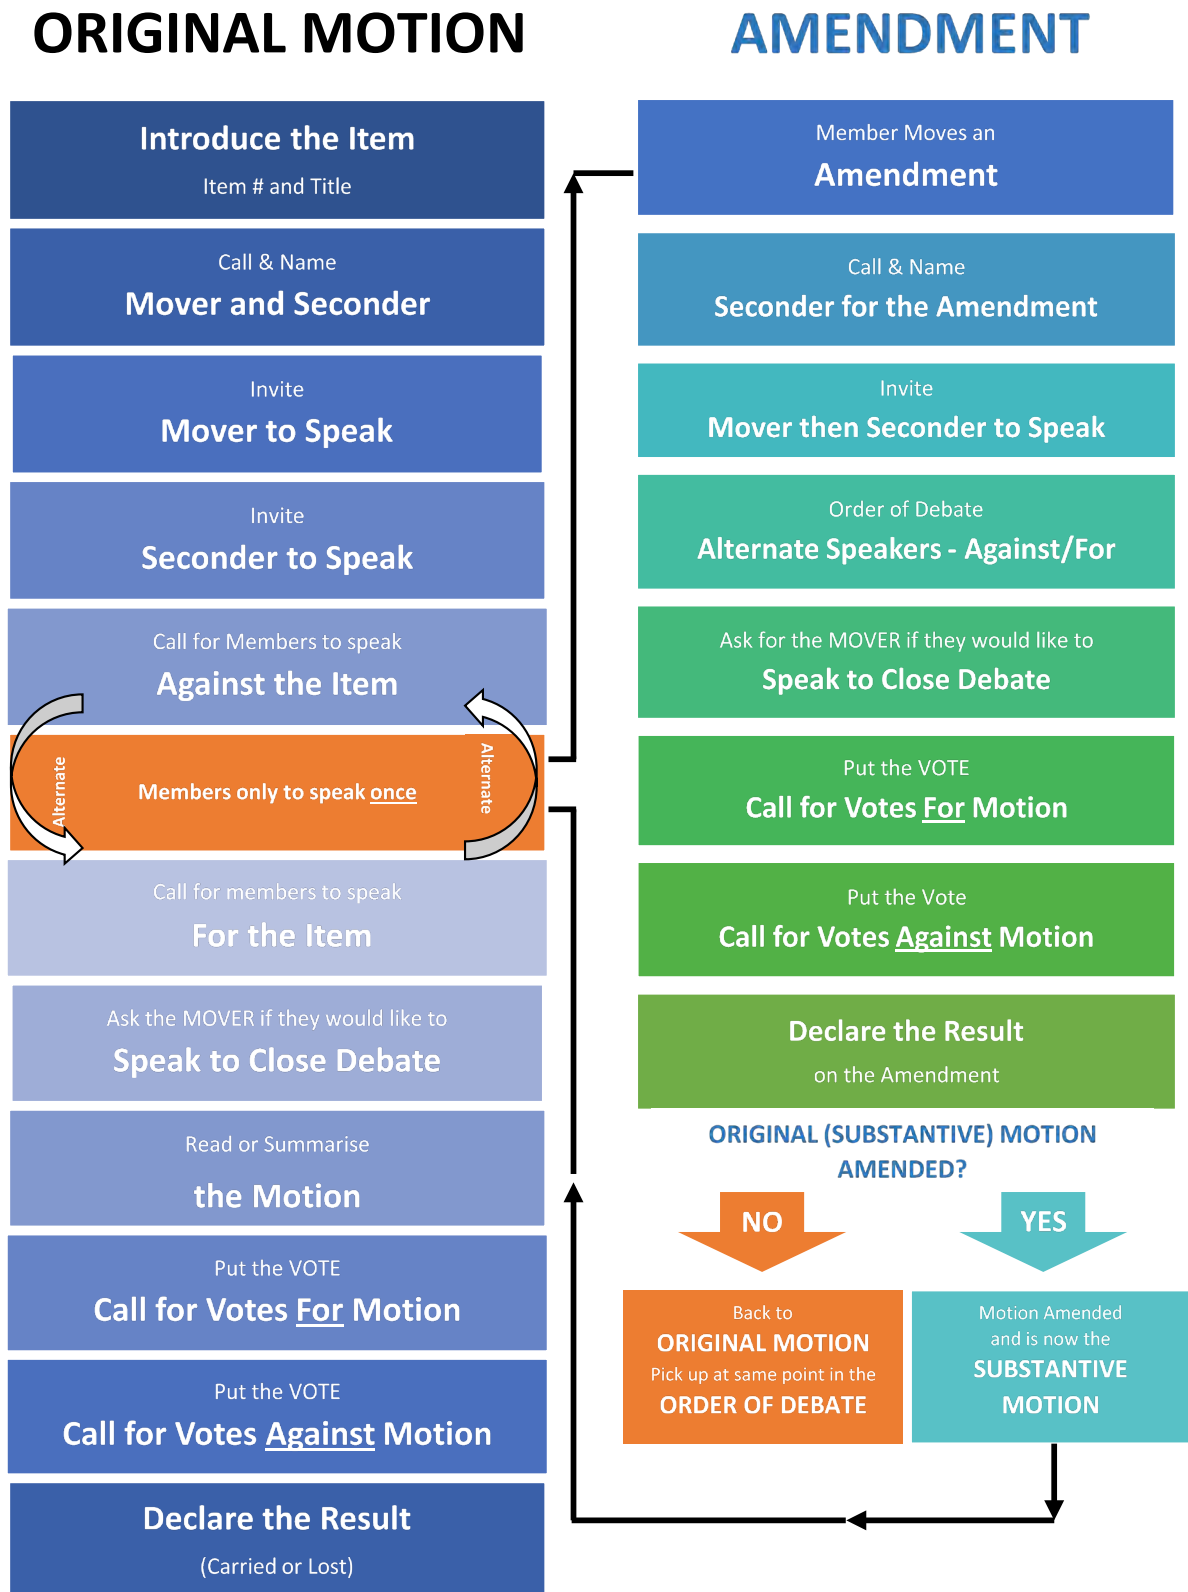 ORIGINAL MOTION
Introduce the Item
Item # and Title
Call & Name
Mover and Seconder
Invite
Mover to Speak
Invite
Seconder to Speak
Call for Members to speak
Against the Item
Alternate
Members only to speak once
Alternate
Call for members to speak
For the Item
Ask the MOVER if they would like to
Speak to Close Debate
Read or Summarise
the Motion
Put the VOTE
Call for Votes For Motion
Put the VOTE
Call for Votes Against Motion
Declare the Result
(Carried or Lost)
AMENDMENT
Member Moves an
Amendment
Call & Name
Seconder for the Amendment
Invite
Mover then Seconder to Speak
Order of Debate
Alternate Speakers - Against/For
Ask for the MOVER if they would like to
Speak to Close Debate
Put the VOTE
Call for Votes For Motion
Put the Vote
Call for Votes Against Motion
Declare the Result
on the Amendment
ORIGINAL (SUBSTANTIVE) MOTION
AMENDED?
NO
YES
Back to
ORIGINAL MOTION
Pick up at same point in the
ORDER OF DEBATE
Motion Amended
and is now the
SUBSTANTIVE
MOTION